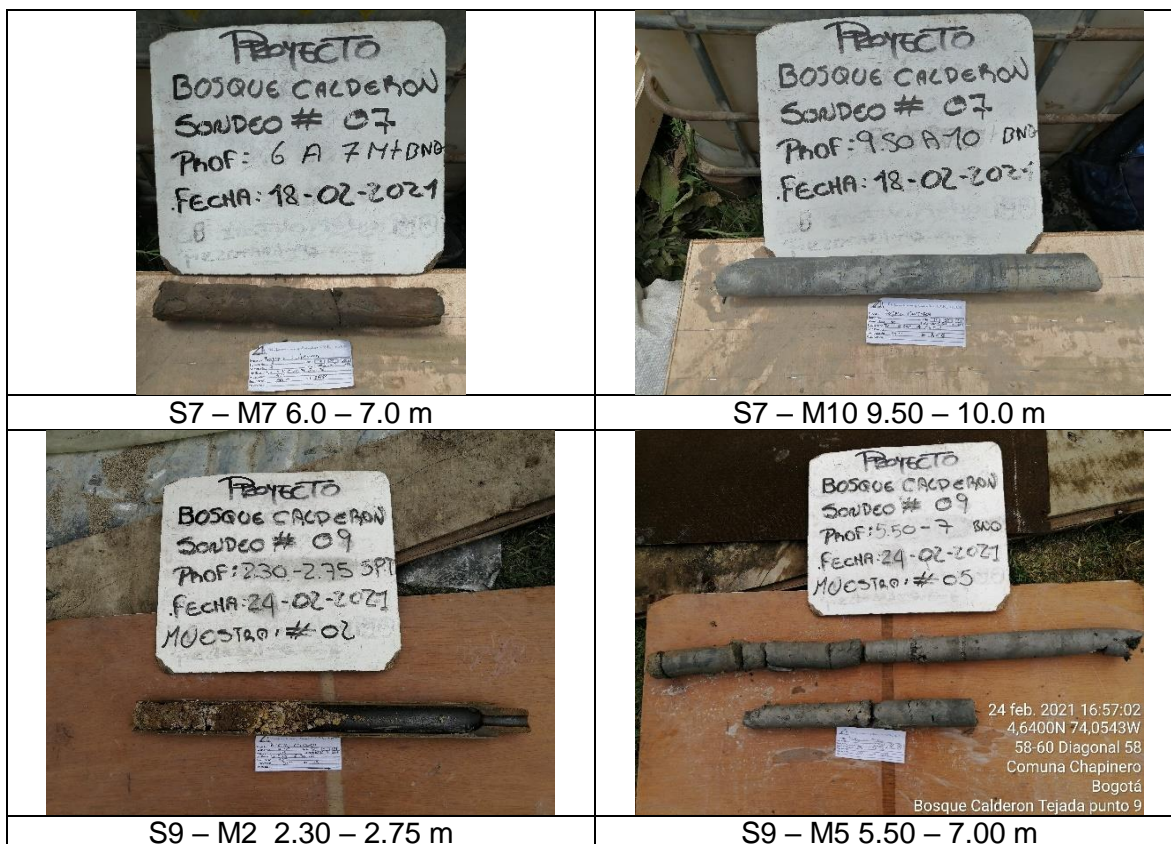 PROYECTO
BOSQUE CALDERON
SONDEO # 07
PROF: 6 A 7 Mt BNQ
FECHA: 18-02-2021
S7 – M7 6.0 – 7.0 m
PROYECTO
BOSQUE CALDERON
SONDEO # 07
PROF: 9.50 A 10 BNQ
FECHA: 18-02-2021
S7 – M10 9.50 – 10.0 m
PROYECTO
BOSQUE CALDERON
SONDEO # 09
PROF: 2.30 - 2.75 SPT
FECHA: 24-02-2021
MUESTRA: # 02
S9 – M2 2.30 – 2.75 m
PROYECTO
BOSQUE CALDERON
SONDEO # 09
PROF: 5.50 - 7 BNQ
FECHA: 24-02-2021
MUESTRA: # 05
24 feb. 2021 16:57:02
4,6400N 74,0543W
58-60 Diagonal 58
Comuna Chapinero
Bogotá
Bosque Calderon Tejada punto 9
S9 – M5 5.50 – 7.00 m